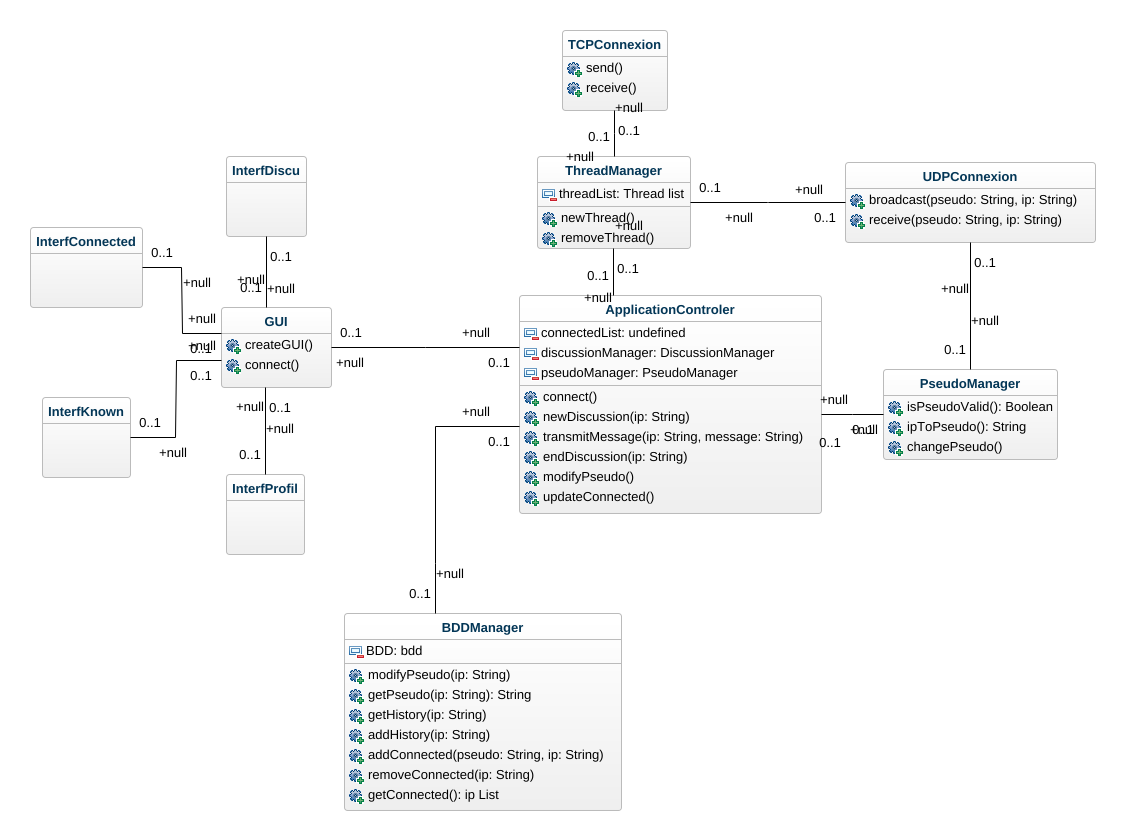 TCPConnexion
send()
receive()
+null
0..1
0..1
+null
ThreadManager
threadList: Thread list
newThread()
+null
removeThread()
0..1
+null
+null
0..1
UDPConnexion
broadcast(pseudo: String, ip: String)
receive(pseudo: String, ip: String)
InterfDiscu
InterfConnected
0..1
+null
0..1
+null
0..1
+null
0..1
0..1
+null
0..1
+null
+null
0..1
+null
+null
0..1
0..1
GUI
createGUI()
connect()
0..1
+null
+null
0..1
ApplicationControler
connectedList: undefined
discussionManager: DiscussionManager
pseudoManager: PseudoManager
connect()
newDiscussion(ip: String)
transmitMessage(ip: String, message: String)
endDiscussion(ip: String)
modifyPseudo()
updateConnected()
PseudoManager
isPseudoValid(): Boolean
ipToPseudo(): String
changePseudo()
+null
0..1
+null
0..1
InterfKnown
0..1
+null
+null
0..1
+null
0..1
InterfProfil
+null
0..1
+null
0..1
BDDManager
BDD: bdd
modifyPseudo(ip: String)
getPseudo(ip: String): String
getHistory(ip: String)
addHistory(ip: String)
addConnected(pseudo: String, ip: String)
removeConnected(ip: String)
getConnected(): ip List